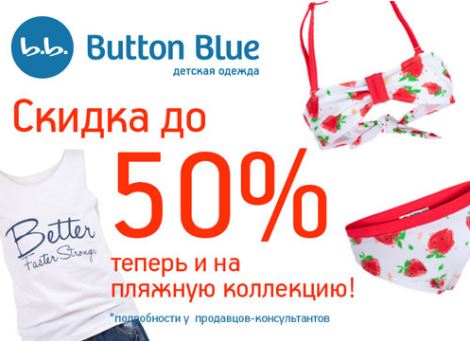 b.b.
Button Blue
детская одежда
Скидка до
50%
Better
Faster Stronger
теперь и на
пляжную коллекцию!
*подробности у продавцов-консультантов